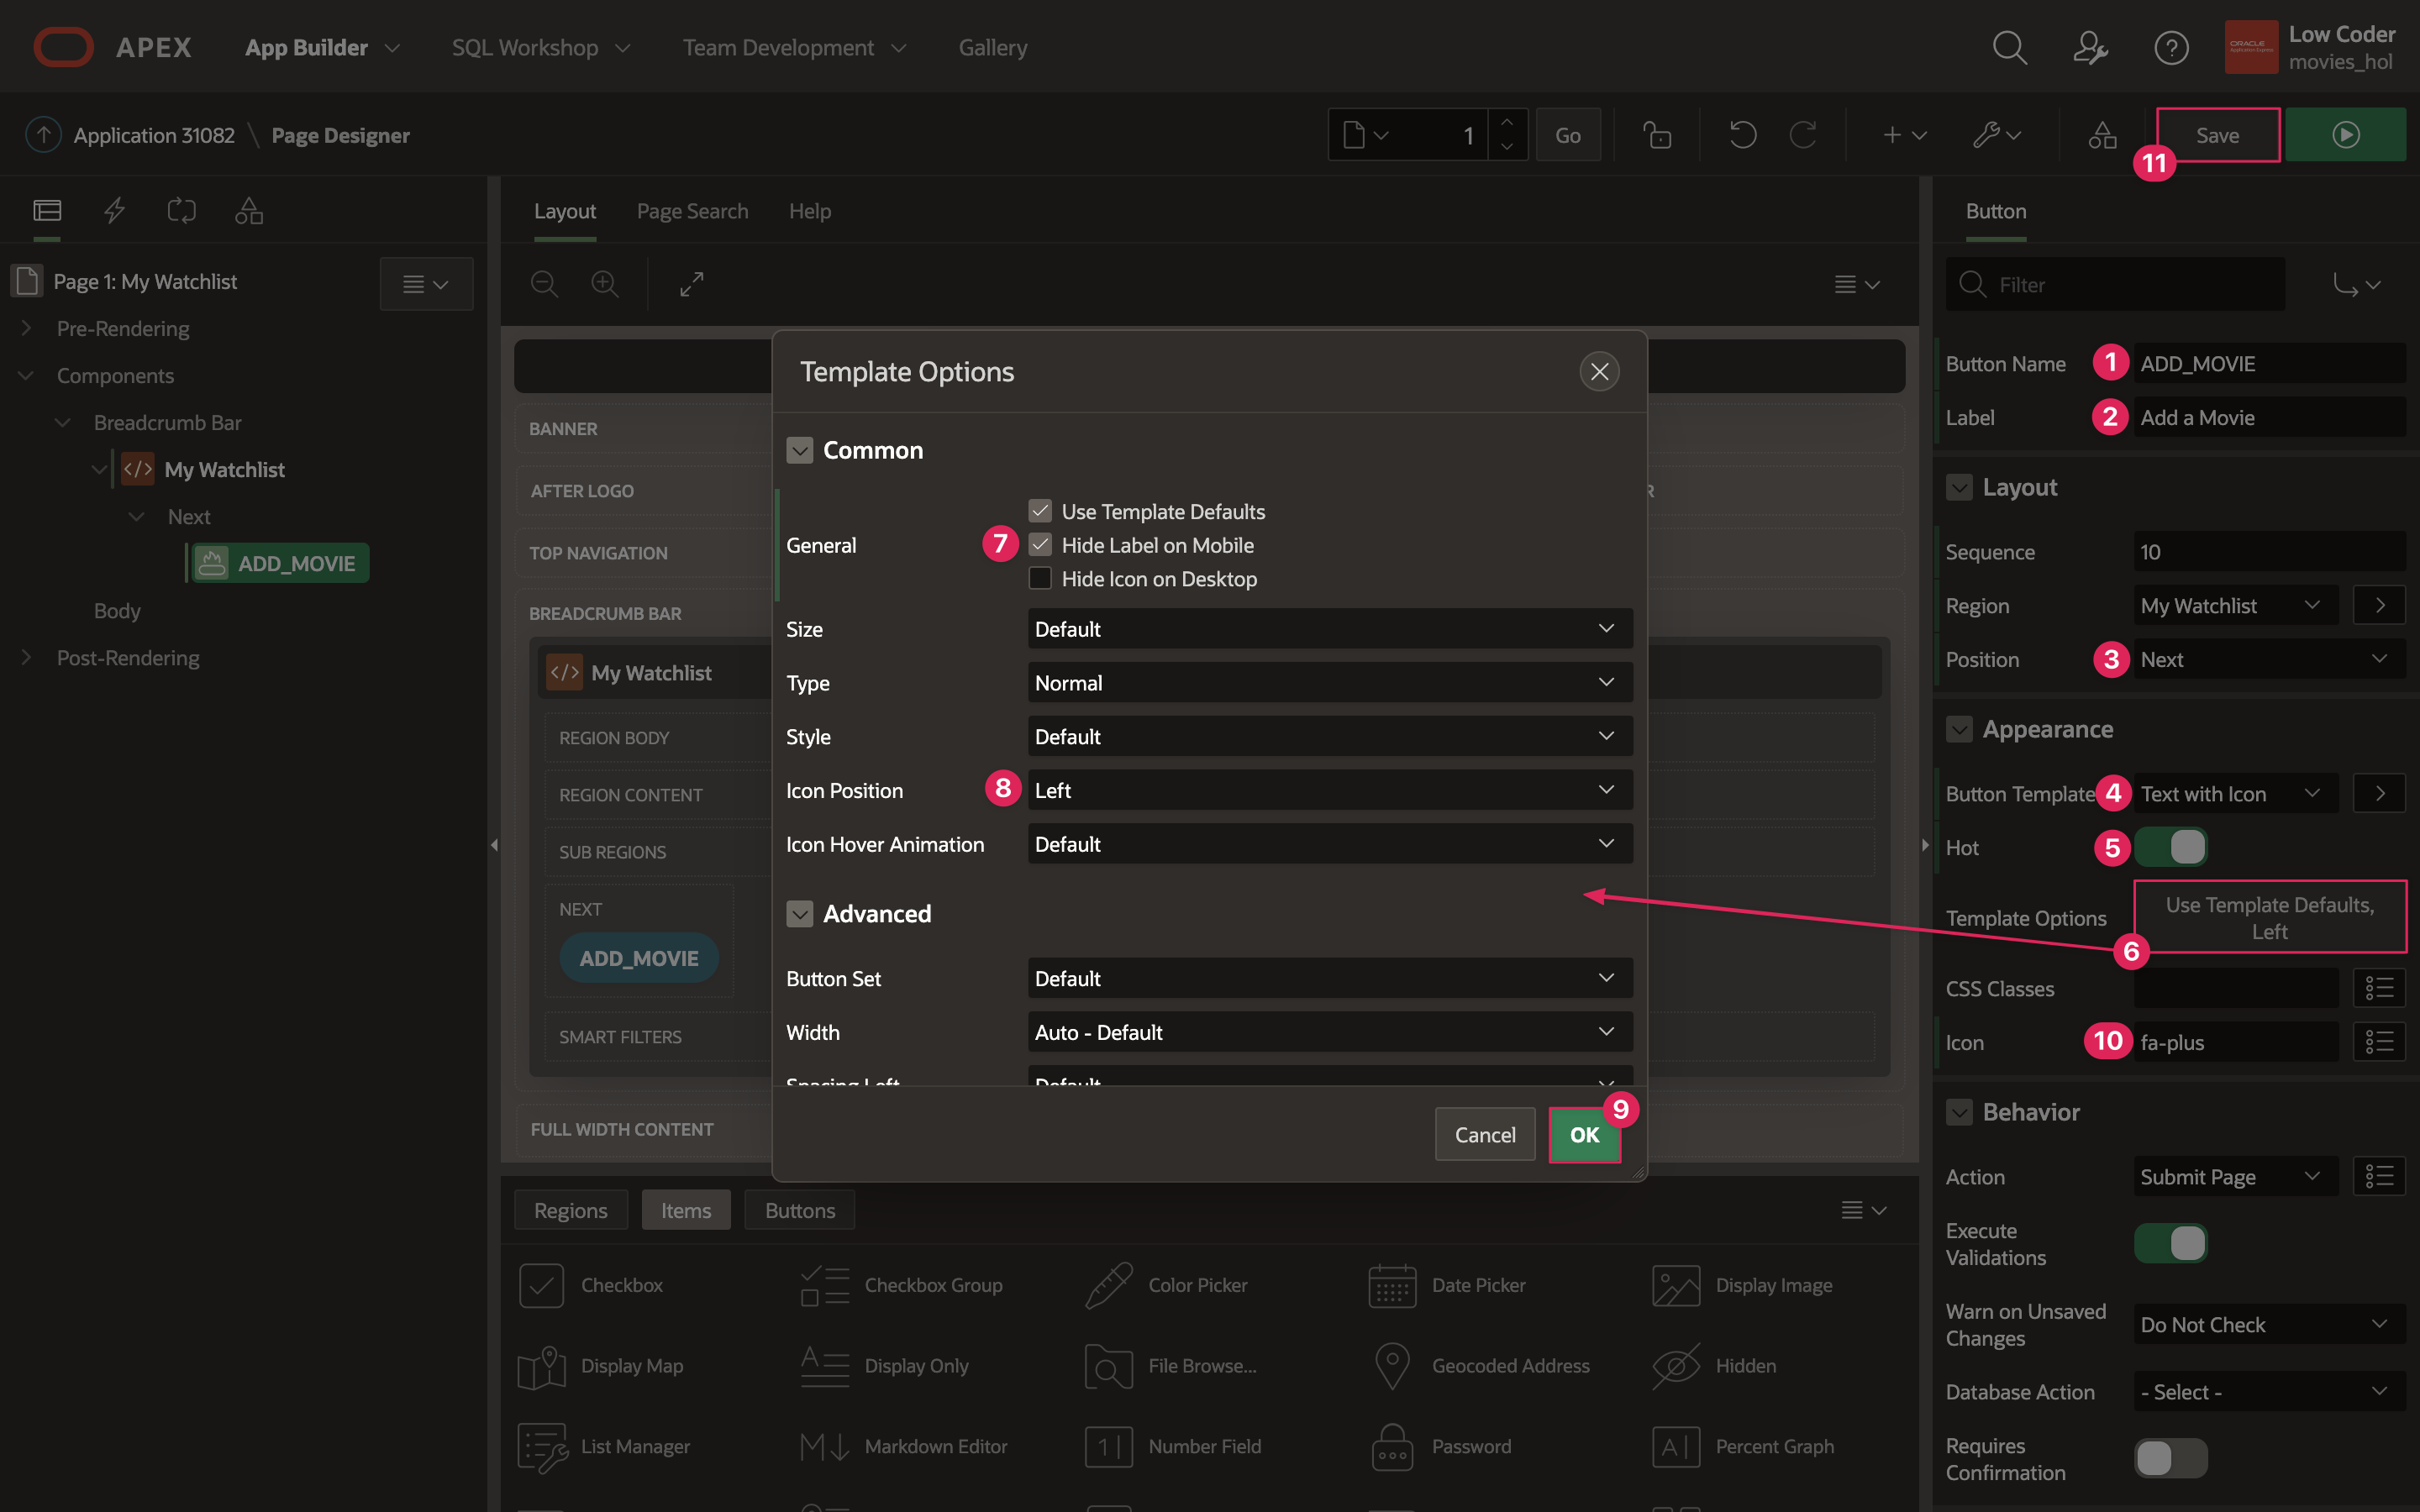 APEX
App Builder
SQL Workshop
Team Development
Gallery
ORACLE
Low Coder
movies_hol
Application 31082 \ Page Designer
1
Go
Save
11
Layout
Page Search
Help
Button
Page 1: My Watchlist
Pre-Rendering
Components
Breadcrumb Bar
My Watchlist
Next
ADD_MOVIE
Body
Post-Rendering
BANNER
AFTER LOGO
TOP NAVIGATION
BREADCRUMB BAR
My Watchlist
REGION BODY
REGION CONTENT
SUB REGIONS
NEXT
ADD_MOVIE
SMART FILTERS
FULL WIDTH CONTENT
R
Template Options
Common
General
Use Template Defaults
7 Hide Label on Mobile
Hide Icon on Desktop
Size Default
Type Normal
Style Default
Icon Position 8 Left
Icon Hover Animation Default
Advanced
Button Set Default
Width Auto - Default
Spacing Left Default
Cancel
OK
9
Regions
Items
Buttons
Checkbox
Checkbox Group
Color Picker
Date Picker
Display Image
Display Map
Display Only
File Browse...
Geocoded Address
Hidden
List Manager
Markdown Editor
Number Field
Password
Percent Graph
Filter
Button Name 1 ADD_MOVIE
Label 2 Add a Movie
Layout
Sequence 10
Region My Watchlist
Position 3 Next
Appearance
Button Template 4 Text with Icon
Hot 5
Template Options
Use Template Defaults,
Left
6
CSS Classes
Icon 10 fa-plus
Behavior
Action Submit Page
Execute
Validations
Warn on Unsaved
Changes
Do Not Check
Database Action - Select -
Requires
Confirmation